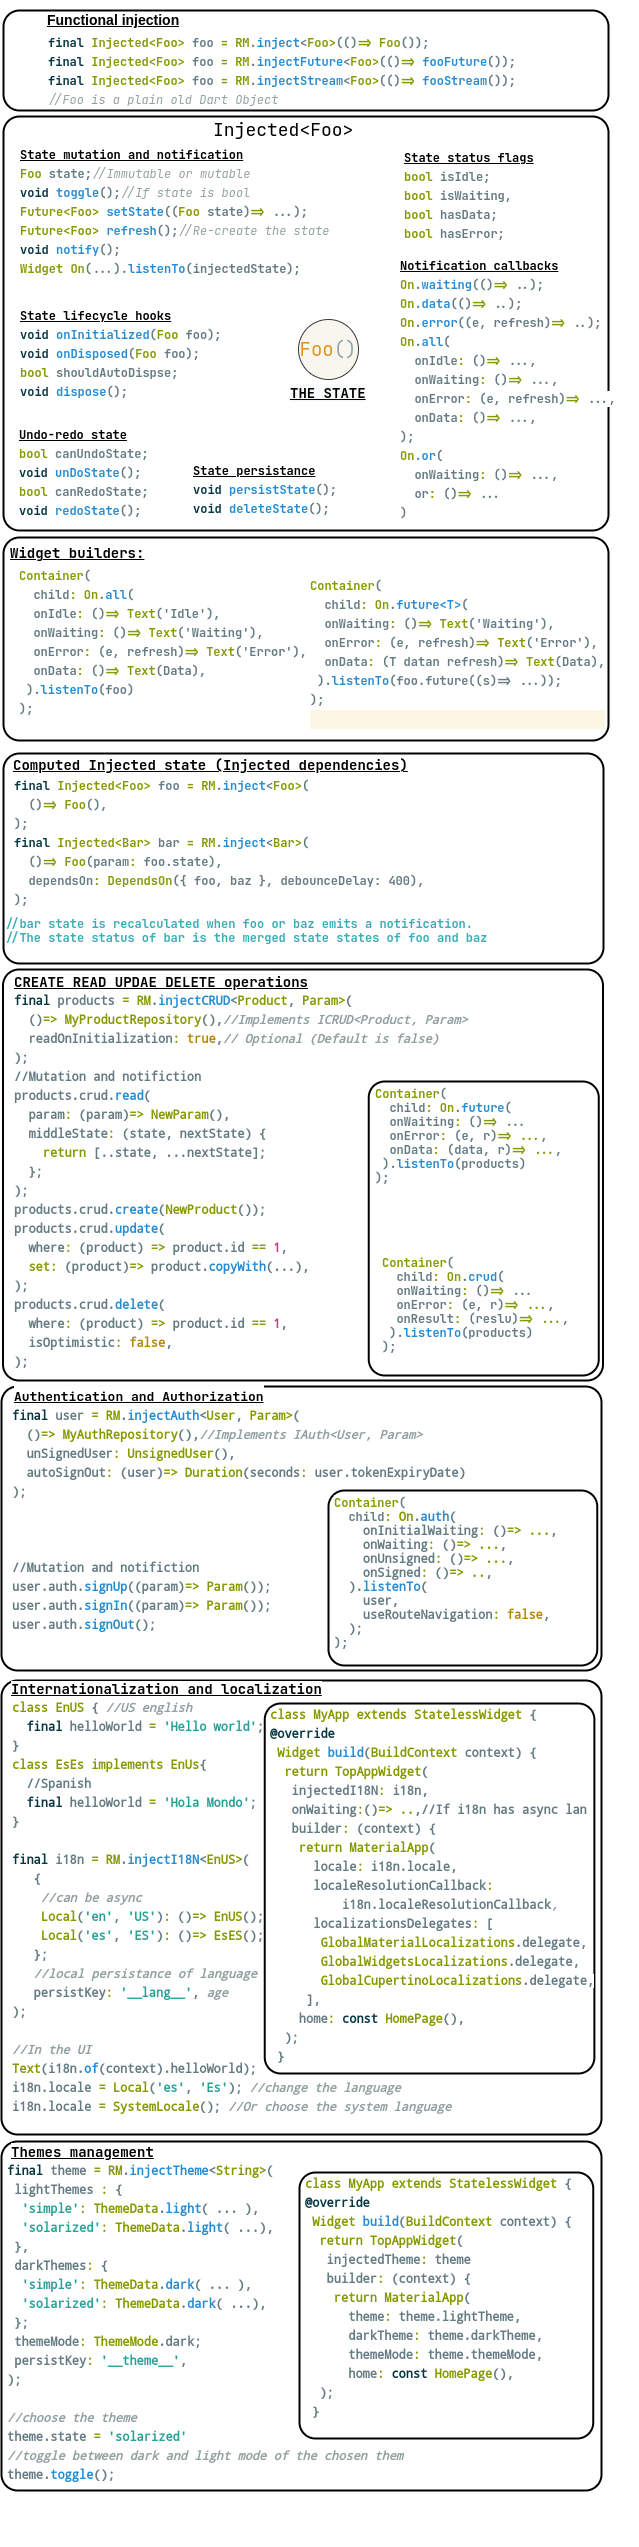 Functional injection
final Injected<Foo> foo = RM.inject<Foo>(()=> Foo());
final Injected<Foo> foo = RM.injectFuture<Foo>(()=> fooFuture());
final Injected<Foo> foo = RM.injectStream<Foo>(()=> fooStream());
//Foo is a plain old Dart Object
Injected<Foo>
State mutation and notification
Foo state;//Immutable or mutable
void toggle();//If state is bool
Future<Foo> setState((Foo state)=> ...);
Future<Foo> refresh();//Re-create the state
void notify();
Widget On(...).listenTo(injectedState);
State status flags
bool isIdle;
bool isWaiting,
bool hasData;
bool hasError;
Notification callbacks
On.waiting(()=> ..);
On.data(()=> ..);
On.error((e, refresh)=> ..);
On.all(
onIdle: ()=> ...,
onWaiting: ()=> ...,
onError: (e, refresh)=> ...,
onData: ()=> ...,
);
On.or(
onWaiting: ()=> ...,
or: ()=> ...
)
State lifecycle hooks
void onInitialized(Foo foo);
void onDisposed(Foo foo);
bool shouldAutoDispse;
void dispose();
Foo()
THE STATE
Undo-redo state
bool canUndoState;
void unDoState();
bool canRedoState;
void redoState();
State persistance
void persistState();
void deleteState();
Widget builders:
Container(
child: On.all(
onIdle: ()=> Text('Idle'),
onWaiting: ()=> Text('Waiting'),
onError: (e, refresh)=> Text('Error'),
onData: ()=> Text(Data),
).listenTo(foo)
);
Container(
child: On.future<T>(
onWaiting: ()=> Text('Waiting'),
onError: (e, refresh)=> Text('Error'),
onData: (T datan refresh)=> Text(Data),
).listenTo(foo.future((s)=> ...));
);
Computed Injected state (Injected dependencies)
final Injected<Foo> foo = RM.inject<Foo>(
()=> Foo(),
);
final Injected<Bar> bar = RM.inject<Bar>(
()=> Foo(param: foo.state),
dependsOn: DependsOn({ foo, baz }, debounceDelay: 400),
);
//bar state is recalculated when foo or baz emits a notification.
//The state status of bar is the merged state states of foo and baz
CREATE READ UPDAE DELETE operations
final products = RM.injectCRUD<Product, Param>(
()=> MyProductRepository(),//Implements ICRUD<Product, Param>
readOnInitialization: true,// Optional (Default is false)
);
//Mutation and notifiction
products.crud.read(
param: (param)=> NewParam(),
middleState: (state, nextState) {
return [..state, ...nextState];
};
);
products.crud.create(NewProduct());
products.crud.update(
where: (product) => product.id == 1,
set: (product)=> product.copyWith(...),
);
products.crud.delete(
where: (product) => product.id == 1,
isOptimistic: false,
);
Container(
child: On.future(
onWaiting: ()=> ...
onError: (e, r)=> ...,
onData: (data, r)=> ...,
).listenTo(products)
);
Container(
child: On.crud(
onWaiting: ()=> ...
onError: (e, r)=> ...,
onResult: (reslu)=> ...,
).listenTo(products)
);
Authentication and Authorization
final user = RM.injectAuth<User, Param>(
()=> MyAuthRepository(),//Implements IAuth<User, Param>
unSignedUser: UnsignedUser(),
autoSignOut: (user)=> Duration(seconds: user.tokenExpiryDate)
);
//Mutation and notifiction
user.auth.signUp((param)=> Param());
user.auth.signIn((param)=> Param());
user.auth.signOut();
Container(
child: On.auth(
onInitialWaiting: ()=> ...,
onWaiting: ()=> ...,
onUnsigned: ()=> ...,
onSigned: ()=> ..,
).listenTo(
user,
useRouteNavigation: false,
);
);
Internationalization and localization
class EnUS { //US english
final helloWorld = 'Hello world';
}
class EsEs implements EnUs{
//Spanish
final helloWorld = 'Hola Mondo';
}
final i18n = RM.injectI18N<EnUS>(
{
//can be async
Local('en', 'US'): ()=> EnUS();
Local('es', 'ES'): ()=> EsES();
};
//local persistance of language
persistKey: '__lang__', age
);
//In the UI
Text(i18n.of(context).helloWorld);
i18n.locale = Local('es', 'Es'); //change the language
i18n.locale = SystemLocale(); //Or choose the system language
class MyApp extends StatelessWidget {
@override
Widget build(BuildContext context) {
return TopAppWidget(
injectedI18N: i18n,
onWaiting:()=> ..,//If i18n has async lan
builder: (context) {
return MaterialApp(
locale: i18n.locale,
localeResolutionCallback:
i18n.localeResolutionCallback,
localizationsDelegates: [
GlobalMaterialLocalizations.delegate,
GlobalWidgetsLocalizations.delegate,
GlobalCupertinoLocalizations.delegate,
],
home: const HomePage(),
);
}
Themes management
final theme = RM.injectTheme<String>(
lightThemes : {
'simple': ThemeData.light( ... ),
'solarized': ThemeData.light( ...),
},
darkThemes: {
'simple': ThemeData.dark( ... ),
'solarized': ThemeData.dark( ...),
};
themeMode: ThemeMode.dark;
persistKey: '__theme__',
);
//choose the theme
theme.state = 'solarized'
//toggle between dark and light mode of the chosen them
theme.toggle();
class MyApp extends StatelessWidget {
@override
Widget build(BuildContext context) {
return TopAppWidget(
injectedTheme: theme
builder: (context) {
return MaterialApp(
theme: theme.lightTheme,
darkTheme: theme.darkTheme,
themeMode: theme.themeMode,
home: const HomePage(),
);
}